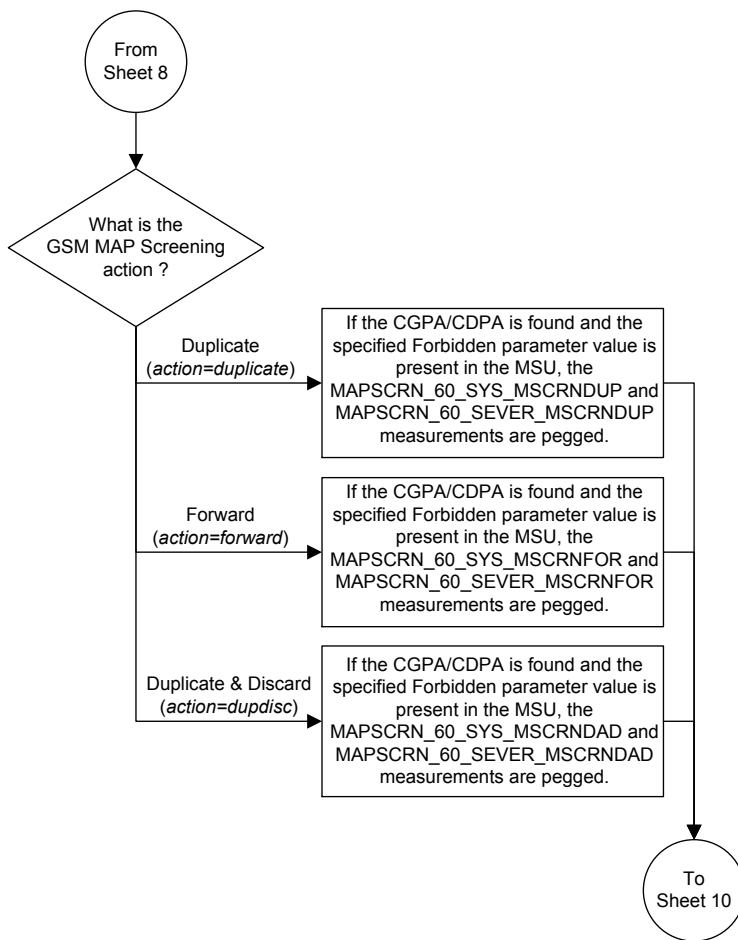 From
Sheet 8
What is the
GSM MAP Screening
action ?
Duplicate
(action=duplicate)
If the CGPA/CDPA is found and the
specified Forbidden parameter value is
present in the MSU, the
MAPSCRN_60_SYS_MSCRNDUP and
MAPSCRN_60_SEVER_MSCRNDUP
measurements are pegged.
Forward
(action=forward)
If the CGPA/CDPA is found and the
specified Forbidden parameter value is
present in the MSU, the
MAPSCRN_60_SYS_MSCRNFOR and
MAPSCRN_60_SEVER_MSCRNFOR
measurements are pegged.
Duplicate & Discard
(action=dupdisc)
If the CGPA/CDPA is found and the
specified Forbidden parameter value is
present in the MSU, the
MAPSCRN_60_SYS_MSCRNDAD and
MAPSCRN_60_SEVER_MSCRNDAD
measurements are pegged.
To
Sheet 10